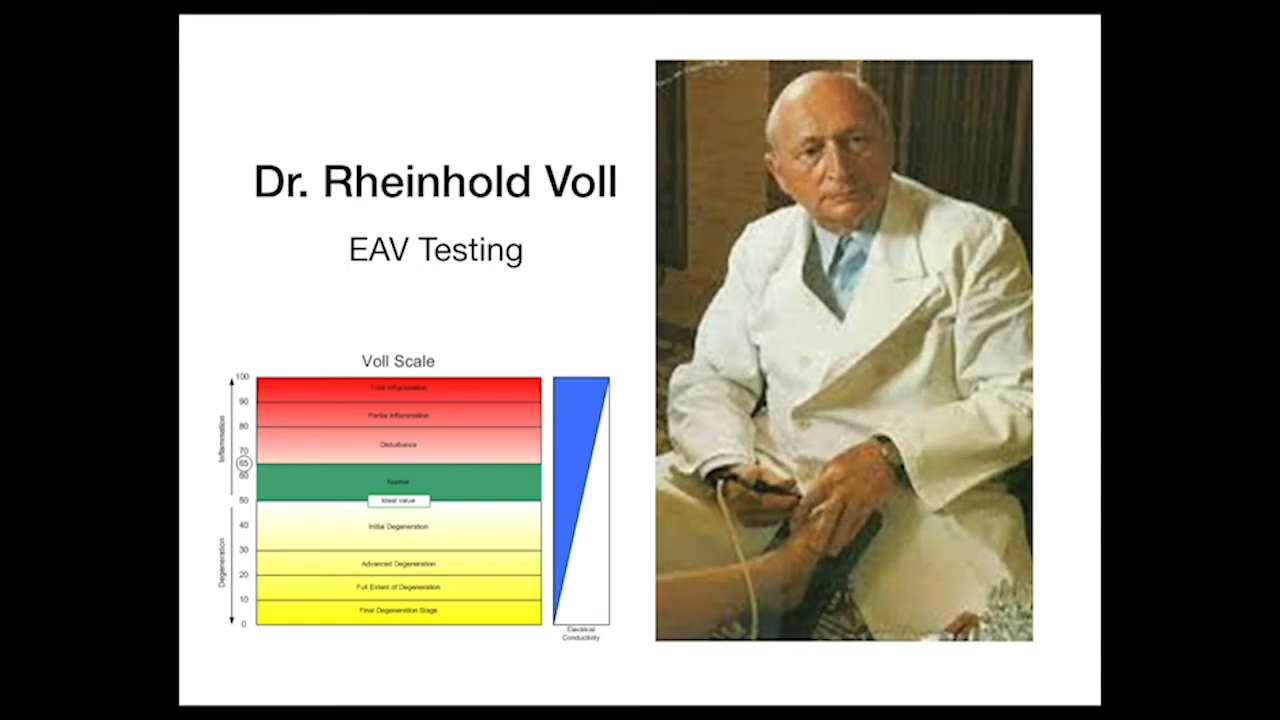 Dr. Rheinhold Voll
EAV Testing
Voll Scale
100
90
80
70
65
60
50
40
30
20
10
0
Inflammation
Degeneration
Total Inflammation
Partial Inflammation
Disturbance
Normal
Ideal value
Initial Degeneration
Advanced Degeneration
Full Extent of Degeneration
Final Degeneration Stage
Electrical
Conductivity